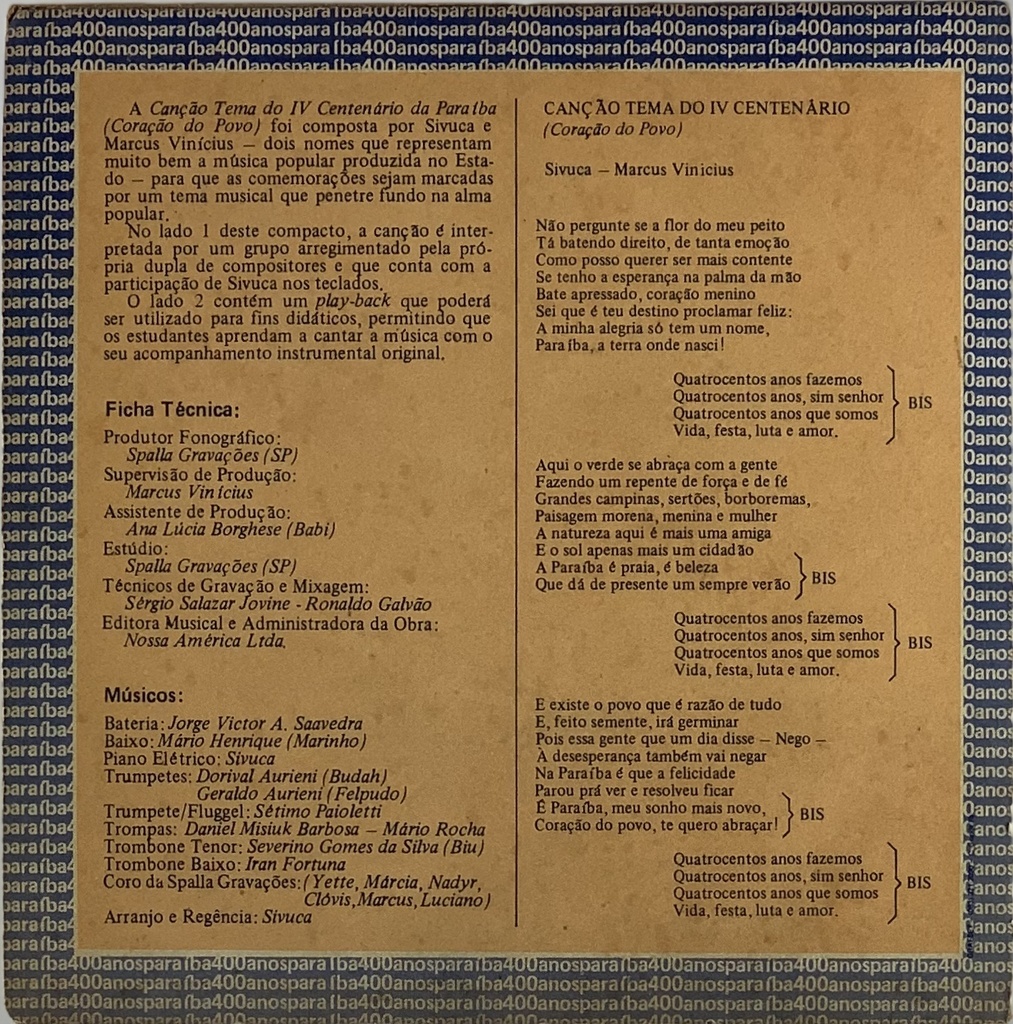 paraíba400anosparaíba400anosparaíba400anosparaíba400anos
A Canção Tema do IV Centenário da Paraíba
(Coração do Povo) foi composta por Sivuca e
Marcus Vinícius — dois nomes que representam
muito bem a música popular produzida no Esta-
do — para que as comemorações sejam marcadas
por um tema musical que penetre fundo na alma
popular.
No lado 1 deste compacto, a canção é inter-
pretada por um grupo arregimentado pela pró-
pria dupla de compositores e que conta com a
participação de Sivuca nos teclados.
O lado 2 contém um play-back que poderá
ser utilizado para fins didáticos, permitindo que
os estudantes aprendam a cantar a música com o
seu acompanhamento instrumental original.
Ficha Técnica:
Produtor Fonográfico:
Spalla Gravações (SP)
Supervisão de Produção:
Marcus Vinícius
Assistente de Produção:
Ana Lúcia Borghese (Babi)
Estúdio:
Spalla Gravações (SP)
Técnicos de Gravação e Mixagem:
Sérgio Salazar Jovine - Ronaldo Galvão
Editora Musical e Administradora da Obra:
Nossa América Ltda.
Músicos:
Bateria: Jorge Victor A. Saavedra
Baixo: Mário Henrique (Marinho)
Piano Elétrico: Sivuca
Trumpetes: Dorival Aurieni (Budah)
Geraldo Aurieni (Felpudo)
Trumpete/Fluggel: Sétimo Paioletti
Trompas: Daniel Misiuk Barbosa — Mário Rocha
Trombone Tenor: Severino Gomes da Silva (Biu)
Trombone Baixo: Iran Fortuna
Coro da Spalla Gravações: (Yette, Márcia, Nadyr,
Clóvis, Marcus, Luciano)
Arranjo e Regência: Sivuca
CANÇÃO TEMA DO IV CENTENÁRIO
(Coração do Povo)
Sivuca — Marcus Vinicius
Não pergunte se a flor do meu peito
Tá batendo direito, de tanta emoção
Como posso querer ser mais contente
Se tenho a esperança na palma da mão
Bate apressado, coração menino
Sei que é teu destino proclamar feliz:
A minha alegria só tem um nome,
Paraíba, a terra onde nasci!
Quatrocentos anos fazemos
Quatrocentos anos, sim senhor
Quatrocentos anos que somos
Vida, festa, luta e amor.
BIS
Aqui o verde se abraça com a gente
Fazendo um repente de força e de fé
Grandes campinas, sertões, borboremas,
Paisagem morena, menina e mulher
A natureza aqui é mais uma amiga
E o sol apenas mais um cidadão
A Paraíba é praia, é beleza
Que dá de presente um sempre verão
BIS
Quatrocentos anos fazemos
Quatrocentos anos, sim senhor
Quatrocentos anos que somos
Vida, festa, luta e amor.
BIS
E existe o povo que é razão de tudo
E, feito semente, irá germinar
Pois essa gente que um dia disse — Nego —
À desesperança também vai negar
Na Paraíba é que a felicidade
Parou prá ver e resolveu ficar
É Paraíba, meu sonho mais novo,
Coração do povo, te quero abraçar!
BIS
Quatrocentos anos fazemos
Quatrocentos anos, sim senhor
Quatrocentos anos que somos
Vida, festa, luta e amor.
BIS